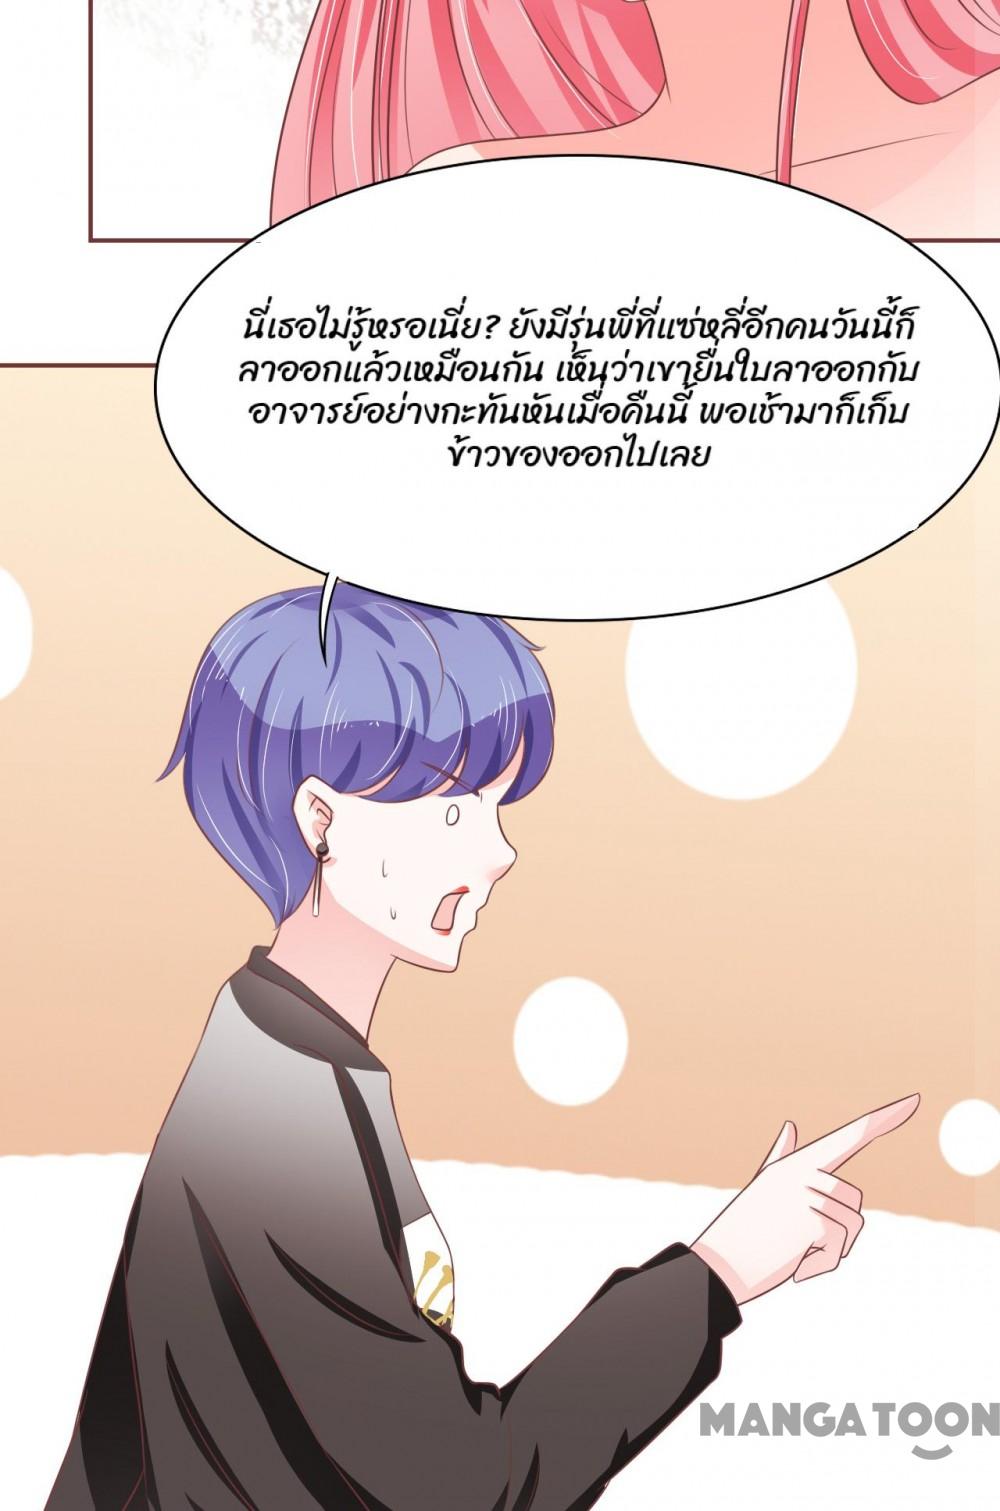 นี่เธอไม่รู้หรอเนี่ย? ยังมีรุ่นพี่ที่แซ่หลี่อีกคนวันนี้ก็
ลาออกแล้วเหมือนกัน เห็นว่าเขายื่นใบลาออกกับ
อาจารย์อย่างกะทันหันเมื่อคืนนี้ พอเช้ามาก็เก็บ
ข้าวของออกไปเลย
MANGATOON